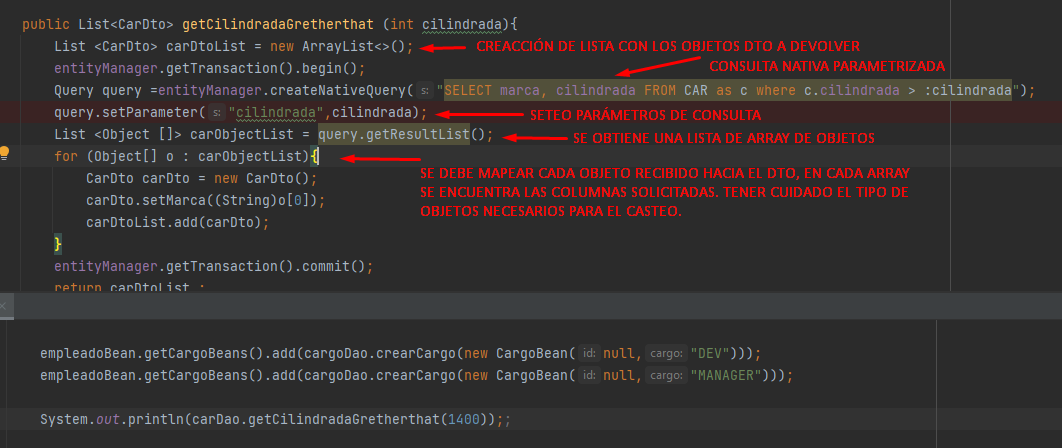 public List<CarDto> getCilindradaGretherthat (int cilindrada){
List <CarDto> carDtoList = new ArrayList<>();
CREACCIÓN DE LISTA CON LOS OBJETOS DTO A DEVOLVER
entityManager.getTransaction().begin();
CONSULTA NATIVA PARAMETRIZADA
Query query =entityManager.createNativeQuery( s: "SELECT marca, cilindrada FROM CAR as c where c.cilindrada > :cilindrada");
query.setParameter( s: "cilindrada",cilindrada);
SETEO PARÁMTROS DE CONSULTA
List <Object []> carObjectList = query.getResultList();
SE OBTIENE UNA LISTA DE ARRAY DE OBJETOS
for (Object[] o : carObjectList){
SE DEBE MAPEAR CADA OBJETO RECIBIDO HACIA EL DTO, EN CADA ARRAY
SE ENCUENTRA LAS COLUMNAS SOLICITADAS. TENER CUIDADO EL TIPO DE
OBJETOS NECESARIOS PARA EL CASTEO.
CarDto carDto = new CarDto();
carDto.setMarca((String)o[0]);
carDtoList.add(carDto);
}
entityManager.getTransaction().commit();
return carDtoList ;
empleadoBean.getCargoBeans().add(cargoDao.crearCargo(new CargoBean( id: null, cargo: "DEV")));
empleadoBean.getCargoBeans().add(cargoDao.crearCargo(new CargoBean( id: null, cargo: "MANAGER")));
System.out.println(carDao.getCilindradaGretherthat(1400));;